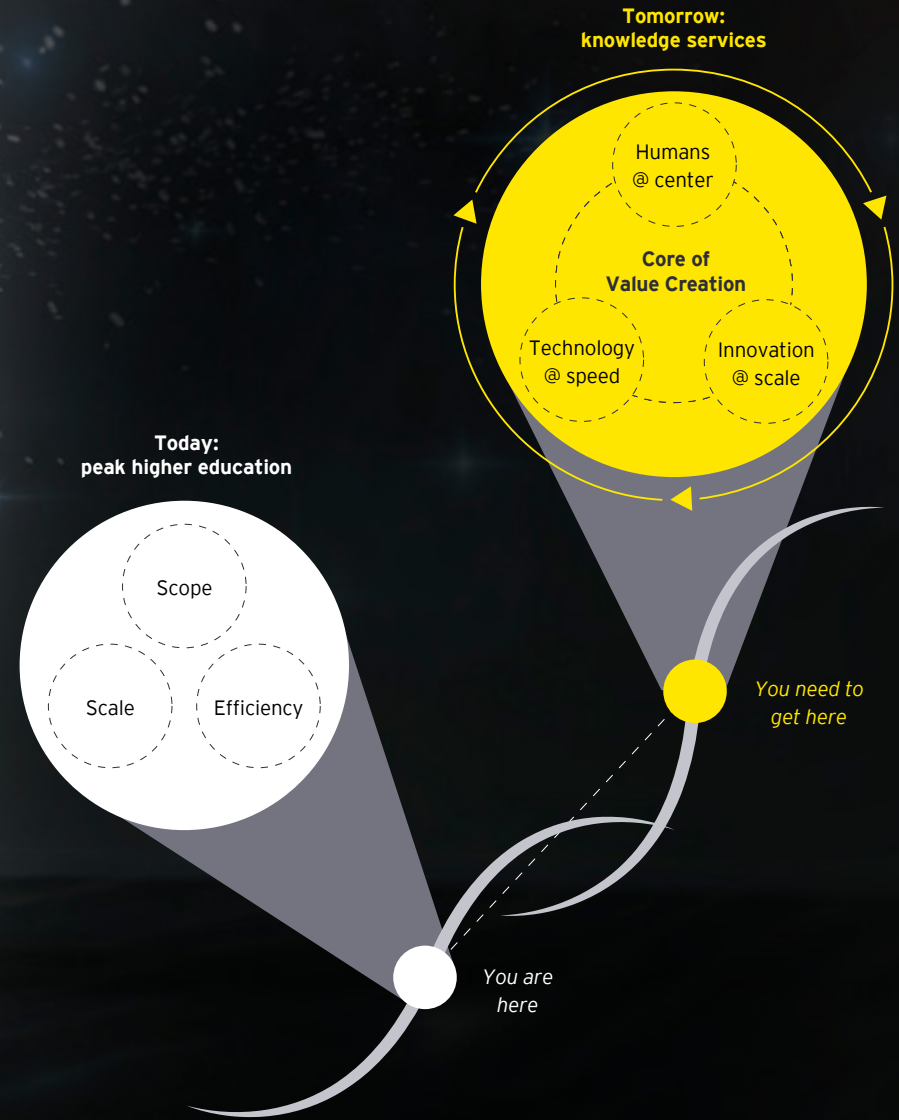 Tomorrow:
knowledge services
Humans
@ center
Core of
Value Creation
Technology
@ speed
Innovation
@ scale
Today:
peak higher education
Scope
Scale
Efficiency
You need to
get here
You are
here